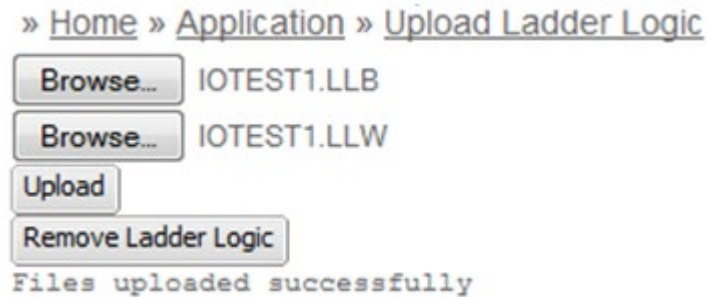 » Home » Application » Upload Ladder Logic
Browse... IOTEST1.LLB
Browse... IOTEST1.LLW
Upload
Remove Ladder Logic
Files uploaded successfully